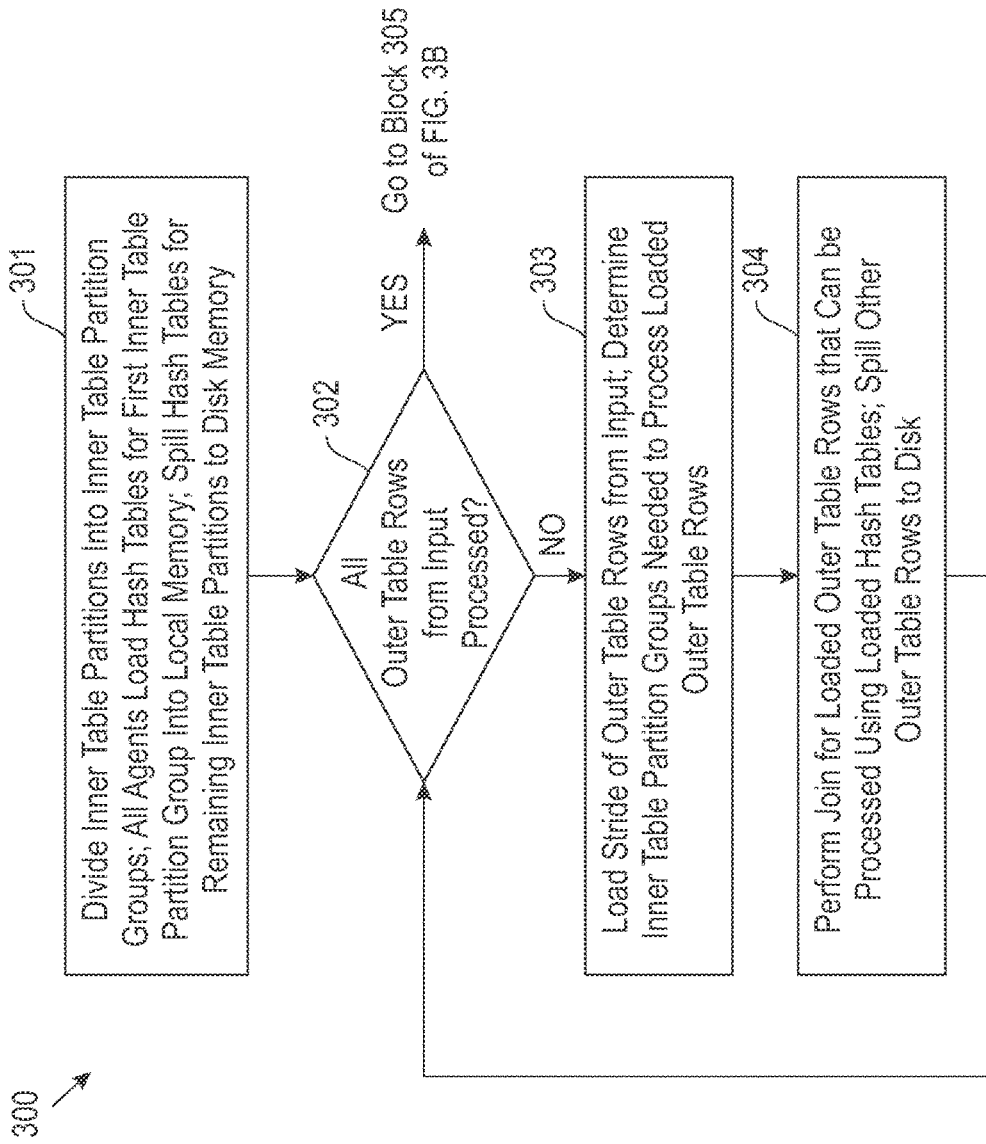 300
301
Divide Inner Table Partitions Into Inner Table Partition
Groups; All Agents Load Hash Tables for First Inner Table
Partition Group Into Local Memory; Spill Hash Tables for
Remaining Inner Table Partitions to Disk Memory
302
All
Outer Table Rows
from Input
Processed?
YES
Go to Block 305
of FIG. 3B
NO
303
Load Stride of Outer Table Rows from Input; Determine
Inner Table Partition Groups Needed to Process Loaded
Outer Table Rows
304
Perform Join for Loaded Outer Table Rows that Can be
Processed Using Loaded Hash Tables; Spill Other
Outer Table Rows to Disk